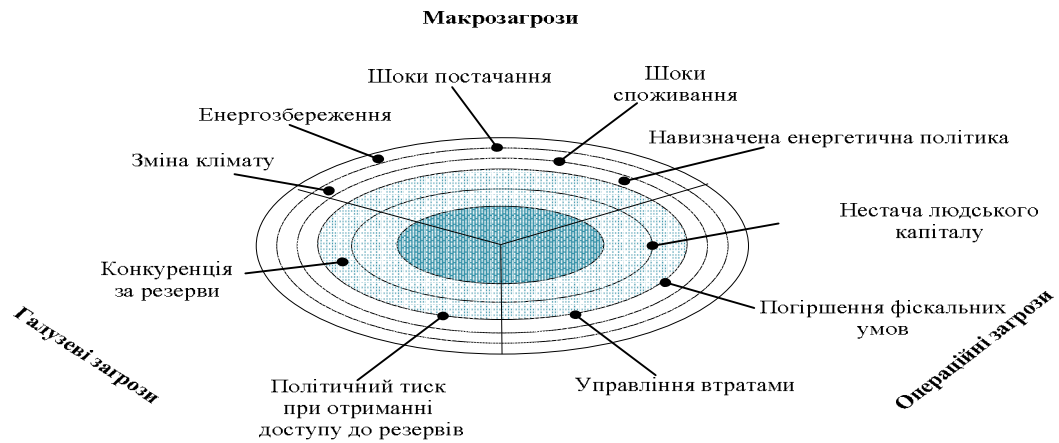 Макрозагрози
Шоки постачання
Шоки
споживання
Енергозбереження
Навизначена енергетична політика
Зміна клімату
Нестача людського
капіталу
Конкуренція
за резерви
Погіршення фіскальних
умов
Галузеві загрози
Операційні загрози
Політичний тиск
при отриманні
доступу до резервів
Управління втратами